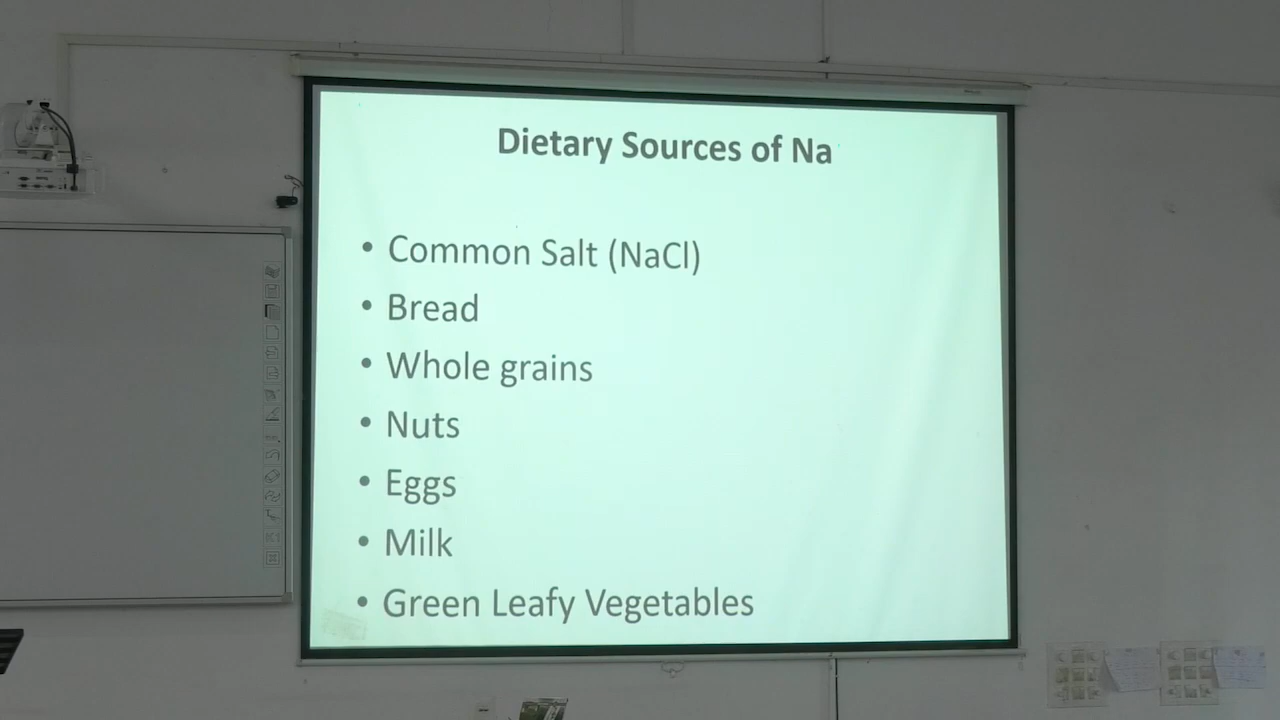 Dietary Sources of Na
• Common Salt (NaCl)
• Bread
• Whole grains
• Nuts
• Eggs
• Milk
• Green Leafy Vegetables